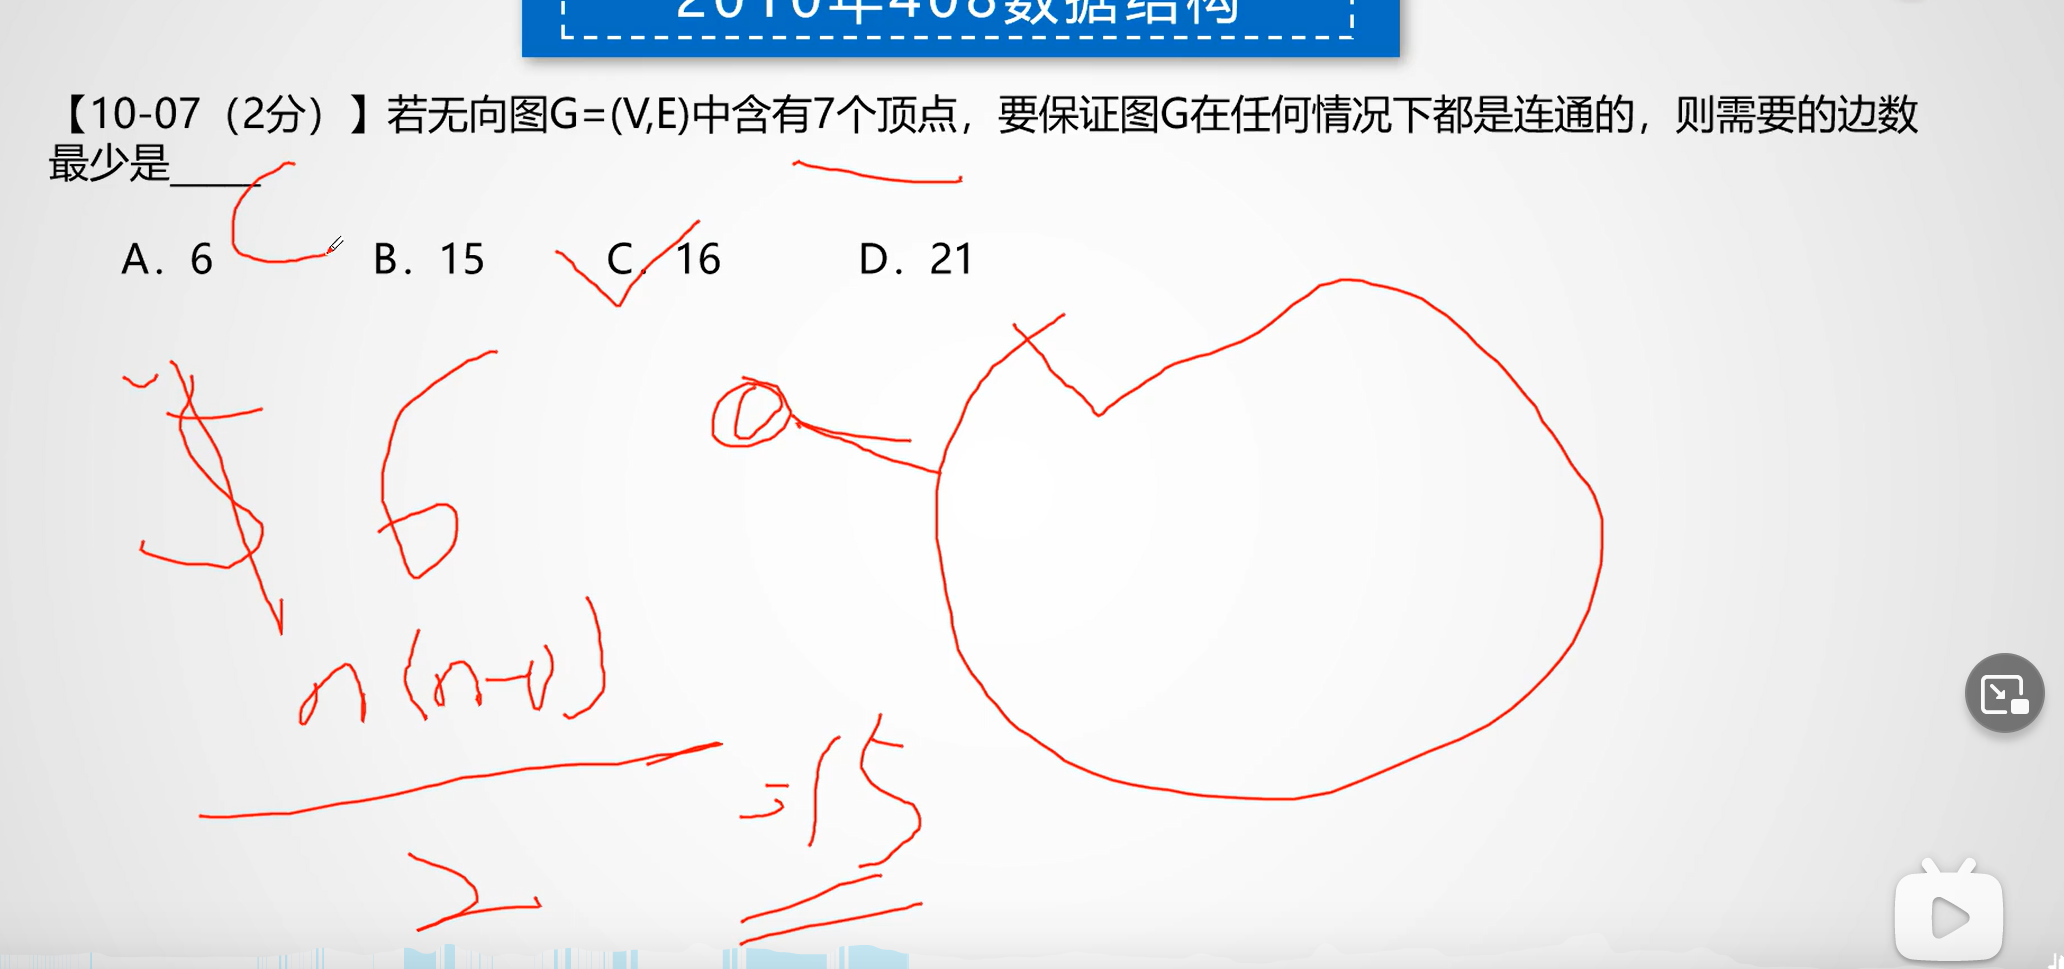 2010年408数据结构
【10-07（2分）】若无向图G=(V,E)中含有7个顶点，要保证图G在任何情况下都是连通的，则需要的边数
最少是_____
C
A. 6 B. 15 C. 16 D. 21
6
n(n-1)
=15
2